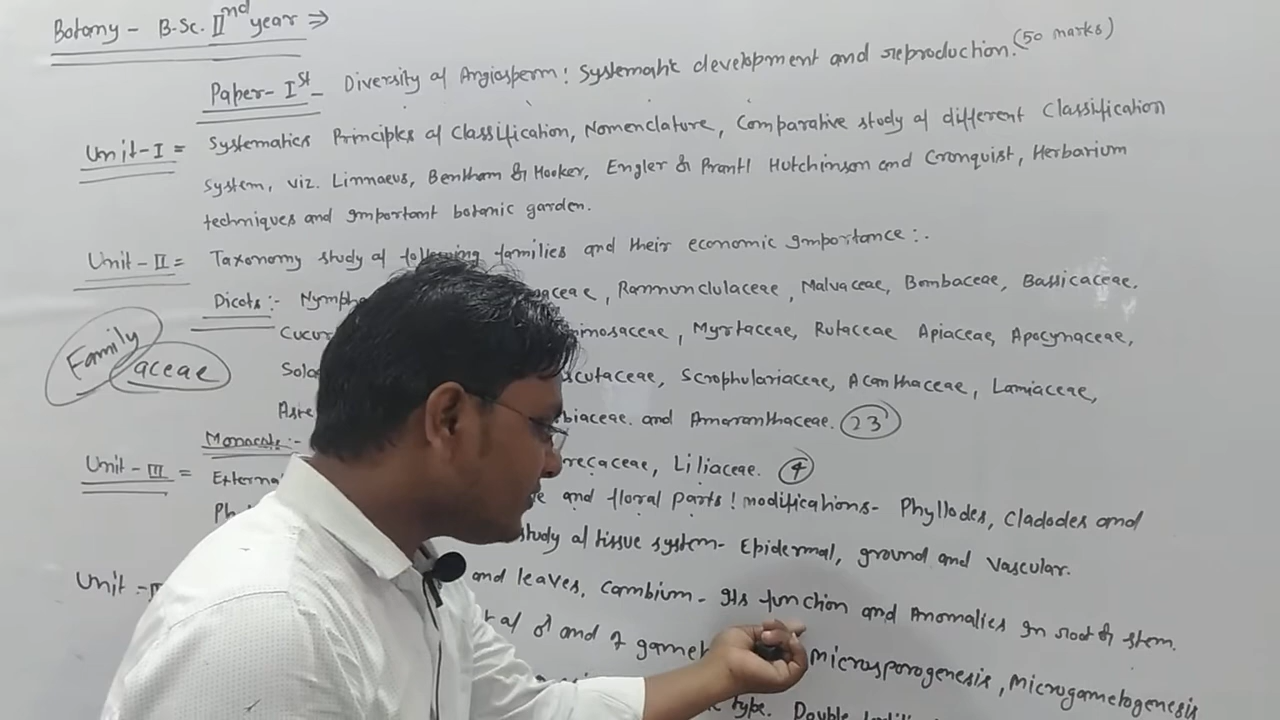 Botany - B.Sc. IInd year ⇒
Paper- Ist - Diversity of Angiosperm: Systematic development and reproduction. (50 marks)
Unit-I = Systematics Principles of Classification, Nomenclature, Comparative study of different Classification
System, viz. Linnaeus, Bentham & Hooker, Engler & Prantl Hutchinson and Cronquist, Herbarium
techniques and important botanic garden.
Unit-II = Taxonomy study of following families and their economic importance:.
Dicots:- Nymph aceae, Rannunclulaceae, Malvaceae, Bombaceae, Bassicaceae.
Family
aceae
Cucur mosaceae, Myrtaceae, Rutaceae Apiaceae, Apocynaceae,
Sola scutaceae, Scrophulariaceae, Acanthaceae, Lamiaceae,
Aste biaceae. and Amaranthaceae. 23
Monocots:- recaceae, Liliaceae. 4
Unit-III = Externa and floral Parts! modifications- Phyllodes, Cladodes and
Ph study of tissue system- Epidermal, ground and Vascular.
Unit- and leaves, Cambium- Its function and Anomalies in root & stem.
of ♂ and ♀ gamet microsporogenesis, Microgametogenesis
type. Double